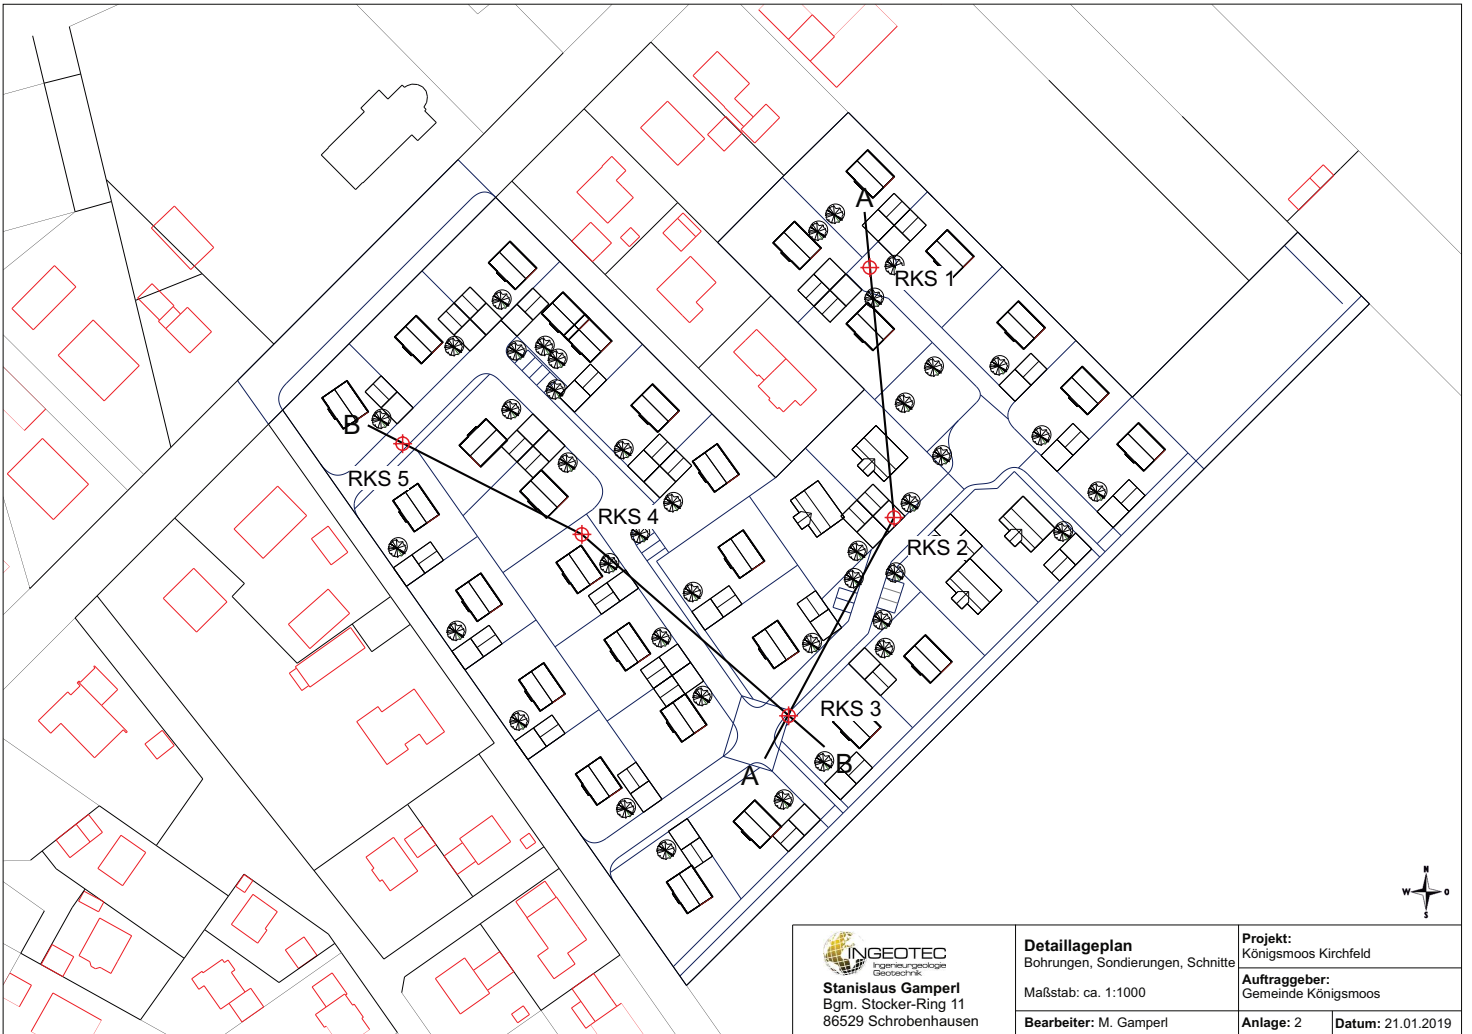 A
RKS 1
B
RKS 5
RKS 4
RKS 2
RKS 3
B
A
N
W
O
S
INGEOTEC
Ingenieurgeologie
Geotechnik
Stanislaus Gamperl
Bgm. Stocker-Ring 11
86529 Schrobenhausen
Detaillageplan
Bohrungen, Sondierungen, Schnitte
Maßstab: ca. 1:1000
Bearbeiter: M. Gamperl
Projekt:
Königsmoos Kirchfeld
Auftraggeber:
Gemeinde Königsmoos
Anlage: 2
Datum: 21.01.2019